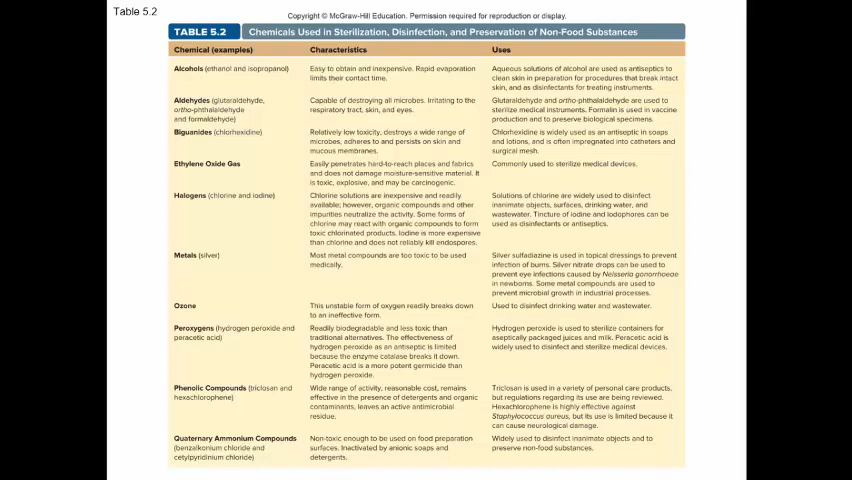 Table 5.2
Copyright © McGraw-Hill Education. Permission required for reproduction or display.
TABLE 5.2 Chemicals Used in Sterilization, Disinfection, and Preservation of Non-Food Substances
Chemical (examples) Characteristics Uses
Alcohols (ethanol and isopropanol)
Easy to obtain and inexpensive. Rapid evaporation
limits their contact time.
Aqueous solutions of alcohol are used as antiseptics to
clean skin in preparation for procedures that break intact
skin, and as disinfectants for treating instruments.
Aldehydes (glutaraldehyde,
ortho-phthalaldehyde
and formaldehyde)
Capable of destroying all microbes. Irritating to the
respiratory tract, skin, and eyes.
Glutaraldehyde and ortho-phthalaldehyde are used to
sterilize medical instruments. Formalin is used in vaccine
production and to preserve biological specimens.
Biguanides (chlorhexidine)
Relatively low toxicity, destroys a wide range of
microbes, adheres to and persists on skin and
mucous membranes.
Chlorhexidine is widely used as an antiseptic in soaps
and lotions, and is often impregnated into catheters and
surgical mesh.
Ethylene Oxide Gas
Easily penetrates hard-to-reach places and fabrics
and does not damage moisture-sensitive material. It
is toxic, explosive, and may be carcinogenic.
Commonly used to sterilize medical devices.
Halogens (chlorine and iodine)
Chlorine solutions are inexpensive and readily
available; however, organic compounds and other
impurities neutralize the activity. Some forms of
chlorine may react with organic compounds to form
toxic chlorinated products. Iodine is more expensive
than chlorine and does not reliably kill endospores.
Solutions of chlorine are widely used to disinfect
inanimate objects, surfaces, drinking water, and
wastewater. Tincture of iodine and iodophores can be
used as disinfectants or antiseptics.
Metals (silver)
Most metal compounds are too toxic to be used
medically.
Silver sulfadiazine is used in topical dressings to prevent
infection of burns. Silver nitrate drops can be used to
prevent eye infections caused by Neisseria gonorrhoeae
in newborns. Some metal compounds are used to
prevent microbial growth in industrial processes.
Ozone
This unstable form of oxygen readily breaks down
to an ineffective form.
Used to disinfect drinking water and wastewater.
Peroxygens (hydrogen peroxide and
peracetic acid)
Readily biodegradable and less toxic than
traditional alternatives. The effectiveness of
hydrogen peroxide as an antiseptic is limited
because the enzyme catalase breaks it down.
Peracetic acid is a more potent germicide than
hydrogen peroxide.
Hydrogen peroxide is used to sterilize containers for
aseptically packaged juices and milk. Peracetic acid is
widely used to disinfect and sterilize medical devices.
Phenolic Compounds (triclosan and
hexachlorophene)
Wide range of activity, reasonable cost, remains
effective in the presence of detergents and organic
contaminants, leaves an active antimicrobial
residue.
Triclosan is used in a variety of personal care products,
but regulations regarding its use are being reviewed.
Hexachlorophene is highly effective against
Staphylococcus aureus, but its use is limited because it
can cause neurological damage.
Quaternary Ammonium Compounds
(benzalkonium chloride and
cetylpyridinium chloride)
Non-toxic enough to be used on food preparation
surfaces. Inactivated by anionic soaps and
detergents.
Widely used to disinfect inanimate objects and to
preserve non-food substances.